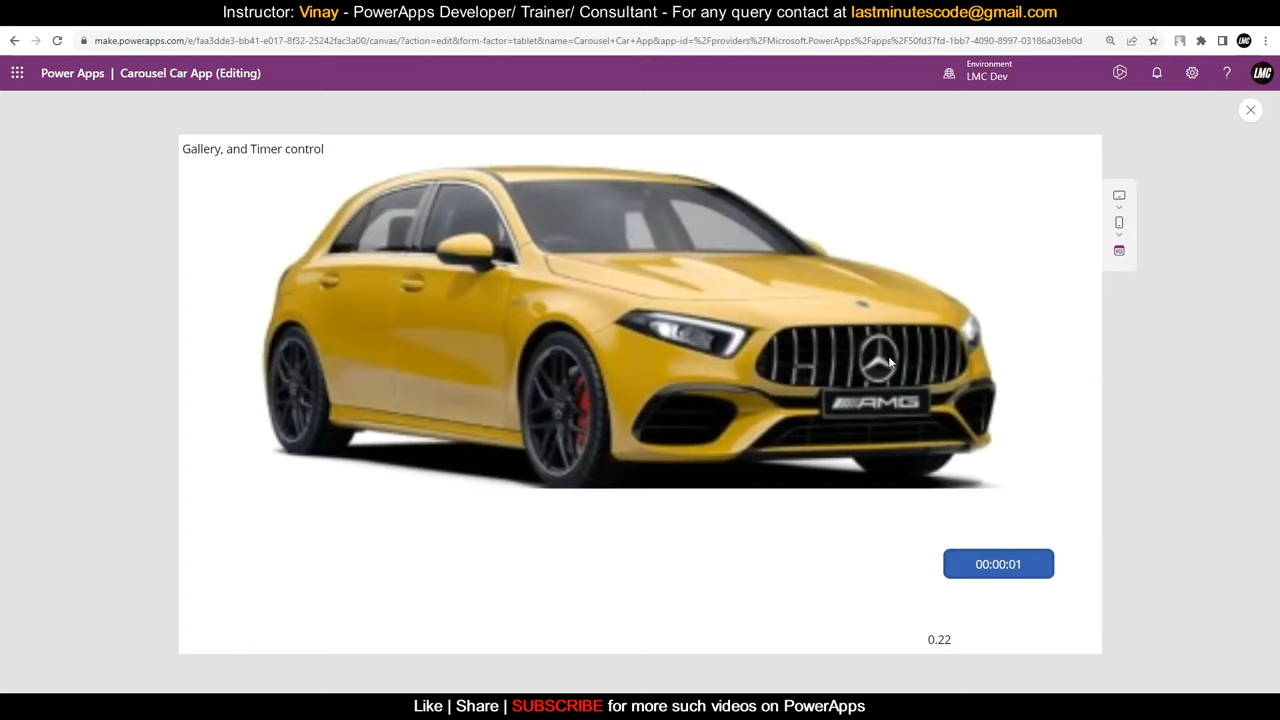 Instructor: Vinay - PowerApps Developer/ Trainer/ Consultant - For any query contact at lastminutescode@gmail.com
make.powerapps.com/e/faa3dde3-bb41-e017-8f32-25242fac3a00/canvas/?action=edit&form-factor=tablet&name=Carousel+Car+App&app-id=%2Fproviders%2FMicrosoft.PowerApps%2Fapps%2F50fd37fd-1bb7-4090-8997-03186a03eb0d
Power Apps | Carousel Car App (Editing)
Environment
LMC Dev
LMC
Gallery, and Timer control
AMG
00:00:01
0.22
Like | Share | SUBSCRIBE for more such videos on PowerApps